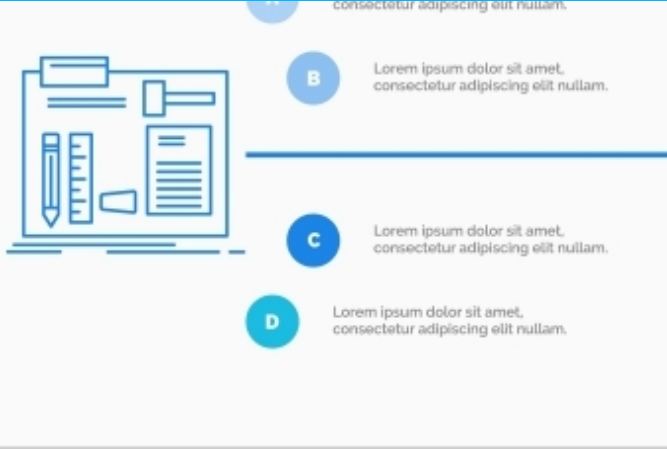 A
consectetur adipiscing elit nullam.
B
Lorem ipsum dolor sit amet,
consectetur adipiscing elit nullam.
C
Lorem ipsum dolor sit amet,
consectetur adipiscing elit nullam.
D
Lorem ipsum dolor sit amet,
consectetur adipiscing elit nullam.